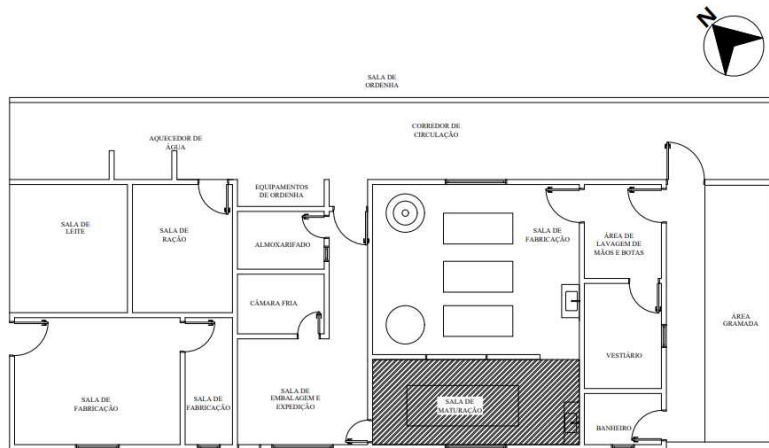 N
SALA DE
ORDENHA
CORREDOR DE
CIRCULAÇÃO
AQUECEDOR DE
ÁGUA
EQUIPAMENTOS
DE ORDENHA
SALA DE
LEITE
SALA DE
RAÇÃO
ALMOXARIFADO
SALA DE
FABRICAÇÃO
ÁREA DE
LAVAGEM DE
MÃOS E BOTAS
CÂMARA FRIA
ÁREA
GRAMADA
VESTIÁRIO
SALA DE
FABRICAÇÃO
SALA DE
FABRICAÇÃO
SALA DE
EMBALAGEM E
EXPEDIÇÃO
SALA DE
MATURAÇÃO
BANHEIRO